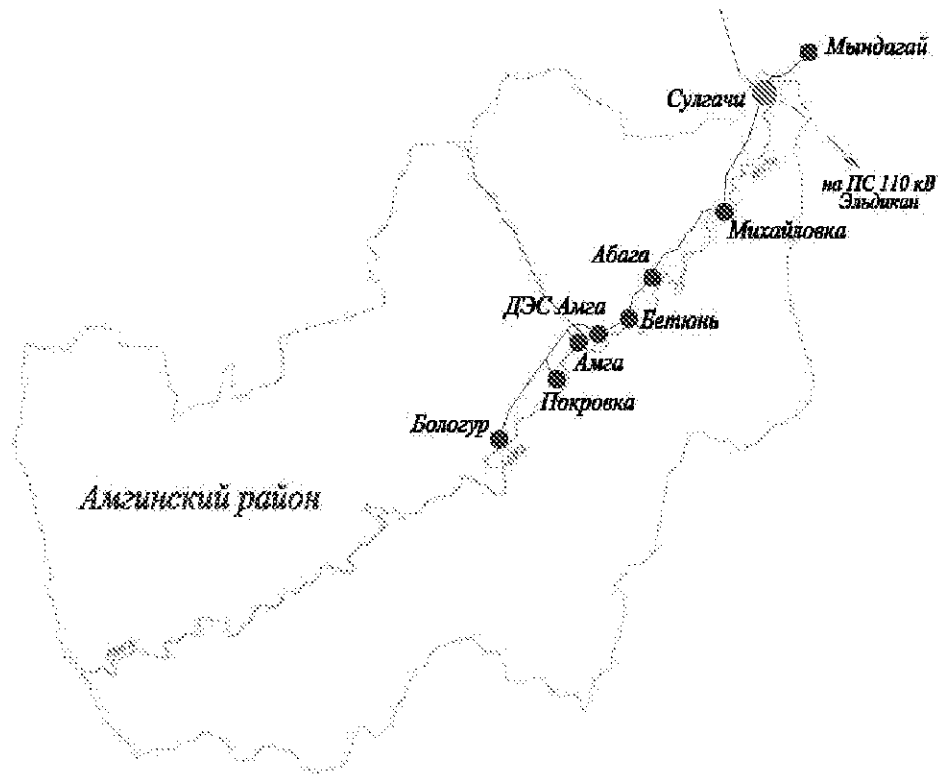 Мындагай
Сулгачи
на ПС 110 кВ
Эльдикан
Михайловка
Абага
ДЭС Амга
Бетюнь
Амга
Покровка
Бологур
Амгинский район